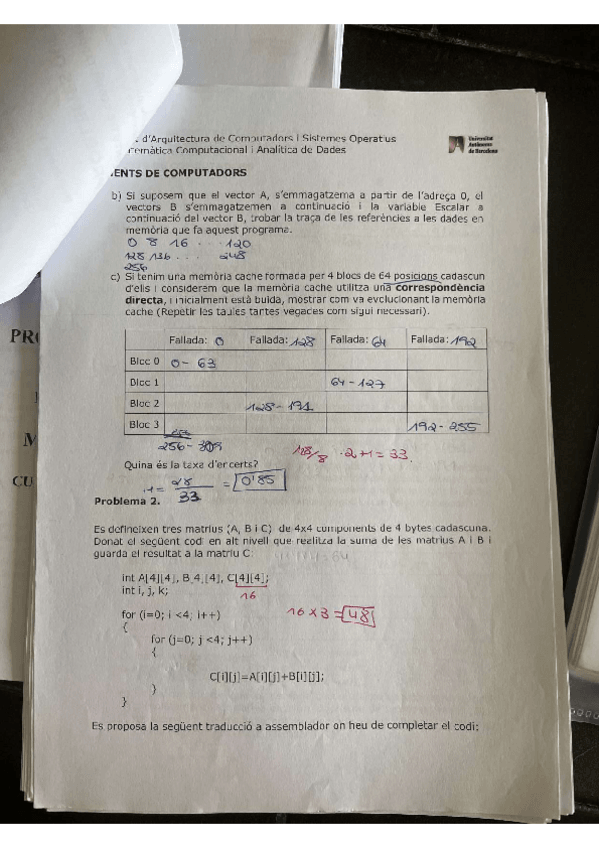 d'Arquitectura de Computadors i Sistemes Operatius
temàtica Computacional i Analítica de Dades
Universitat
Autònoma
de Barcelona
ENTS DE COMPUTADORS
b) Si suposem que el vector A, s'emmagatzema a partir de l'adreça 0, el
vectors B s'emmagatzemen a continuació i la variable Escalar a
continuació del vector B, trobar la traça de les referències a les dades en
memòria que fa aquest programa.
0 8 16 ... 120
128 136 ... 248
256
c) Si tenim una memòria cache formada per 4 blocs de 64 posicions cadascun
d'elis i considerem que la memòria cache utilitza una correspondència
directa, i inicialment està buida, mostrar com va evolucionant la memòria
cache (Repetir les taules tantes vegades com sigui necessari).
Fallada: 0 Fallada: 128 Fallada: 64 Fallada: 192
Bloc 0 0 - 63
Bloc 1 64 - 127
Bloc 2 128 - 191
Bloc 3 192 - 255
256 -
128/8 · 2 + 1 = 33
Quina és la taxa d'encerts?
H = 28/33 = 0'85
Problema 2.
Es defineixen tres matrius (A, B i C) de 4x4 components de 4 bytes cadascuna.
Donat el següent codi en alt nivell que realitza la suma de les matrius A i B i
guarda el resultat a la matriu C:
int A[4][4], B[4][4], C[4][4];
int i, j, k;
16
16 x 3 = 48
for (i=0; i <4; i++)
{
for (j=0; j <4; j++)
{
C[i][j]=A[i][j]+B[i][j];
}
}
Es proposa la següent traducció a assemblador on heu de completar el codi:
PR
M
CU